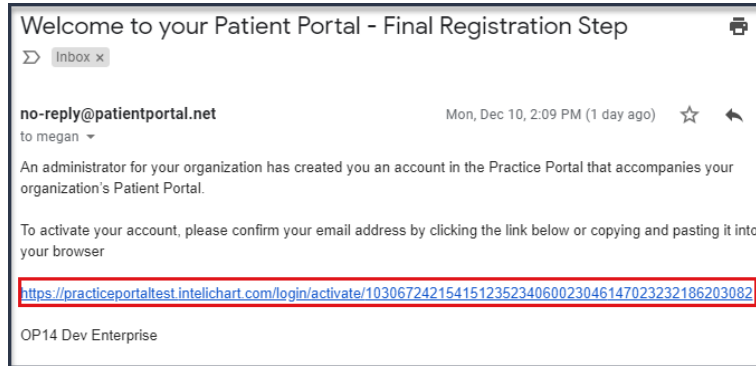 Welcome to your Patient Portal - Final Registration Step
Inbox x
no-reply@patientportal.net Mon, Dec 10, 2:09 PM (1 day ago)
to megan
An administrator for your organization has created you an account in the Practice Portal that accompanies your
organization's Patient Portal.
To activate your account, please confirm your email address by clicking the link below or copying and pasting it into
your browser
https://practiceportaltest.intelichart.com/login/activate/103067242154151235234060023046147023232186203082
OP14 Dev Enterprise